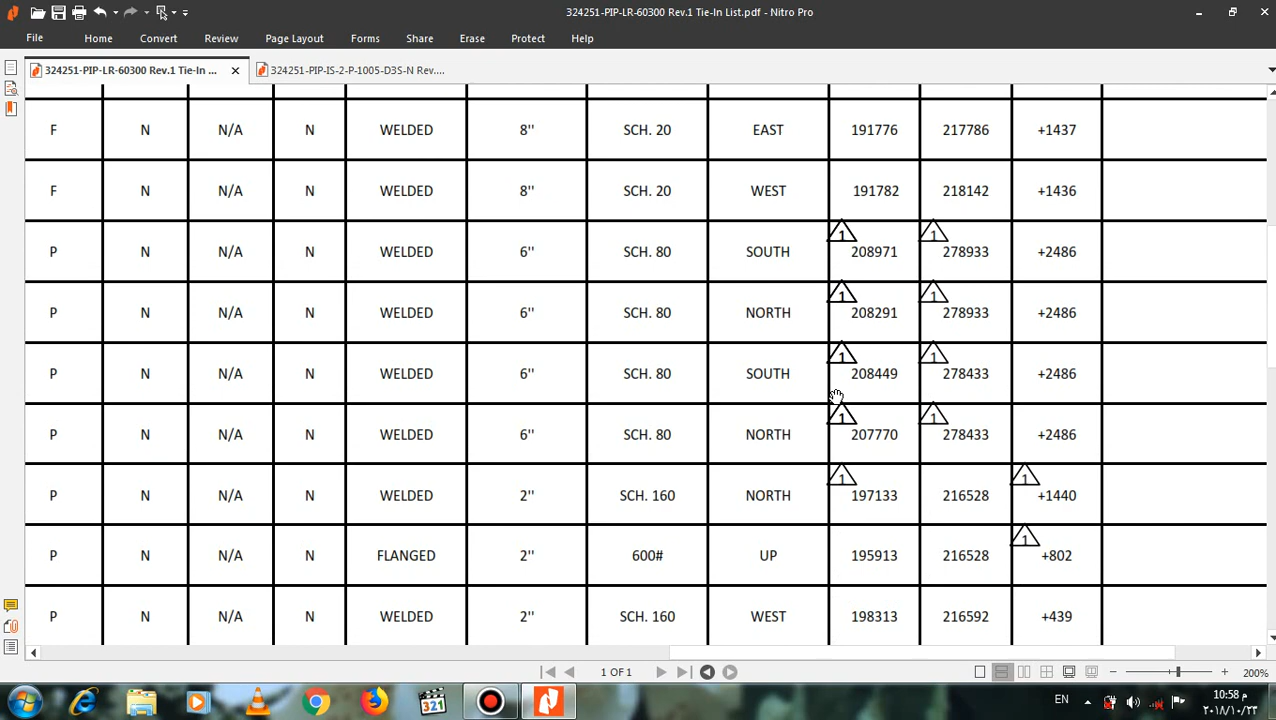 324251-PIP-LR-60300 Rev.1 Tie-In List.pdf - Nitro Pro
File Home Convert Review Page Layout Forms Share Erase Protect Help
324251-PIP-LR-60300 Rev.1 Tie-In ... 324251-PIP-IS-2-P-1005-D3S-N Rev....
F N N/A N WELDED 8'' SCH. 20 EAST 191776 217786 +1437
F N N/A N WELDED 8'' SCH. 20 WEST 191782 218142 +1436
1 1
P N N/A N WELDED 6'' SCH. 80 SOUTH 208971 278933 +2486
1 1
P N N/A N WELDED 6'' SCH. 80 NORTH 208291 278933 +2486
1 1
P N N/A N WELDED 6'' SCH. 80 SOUTH 208449 278433 +2486
1 1
P N N/A N WELDED 6'' SCH. 80 NORTH 207770 278433 +2486
1 1
P N N/A N WELDED 2'' SCH. 160 NORTH 197133 216528 +1440
1
P N N/A N FLANGED 2'' 600# UP 195913 216528 +802
P N N/A N WELDED 2'' SCH. 160 WEST 198313 216592 +439
1 OF 1 200%
321 EN 10:58 م
٢٠١٨/١٠/٢٣